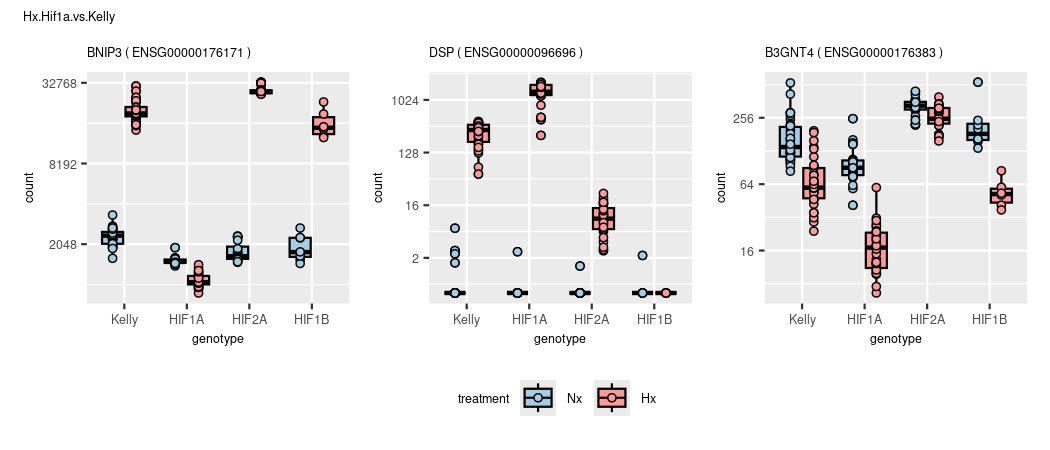 Hx.Hif1a.vs.Kelly
BNIP3 ( ENSG00000176171 )
32768
8192
2048
count
Kelly HIF1A HIF2A HIF1B
genotype
DSP ( ENSG00000096696 )
1024
128
16
2
count
Kelly HIF1A HIF2A HIF1B
genotype
B3GNT4 ( ENSG00000176383 )
256
64
16
count
Kelly HIF1A HIF2A HIF1B
genotype
treatment Nx Hx